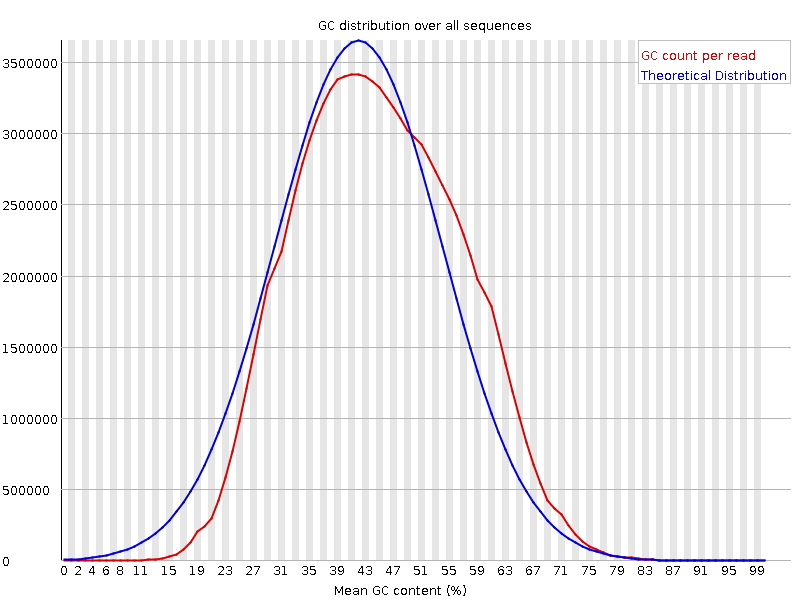 GC distribution over all sequences
GC count per read
Theoretical Distribution
3500000
3000000
2500000
2000000
1500000
1000000
500000
0
0 2 4 6 8 11 15 19 23 27 31 35 39 43 47 51 55 59 63 67 71 75 79 83 87 91 95 99
Mean GC content (%)